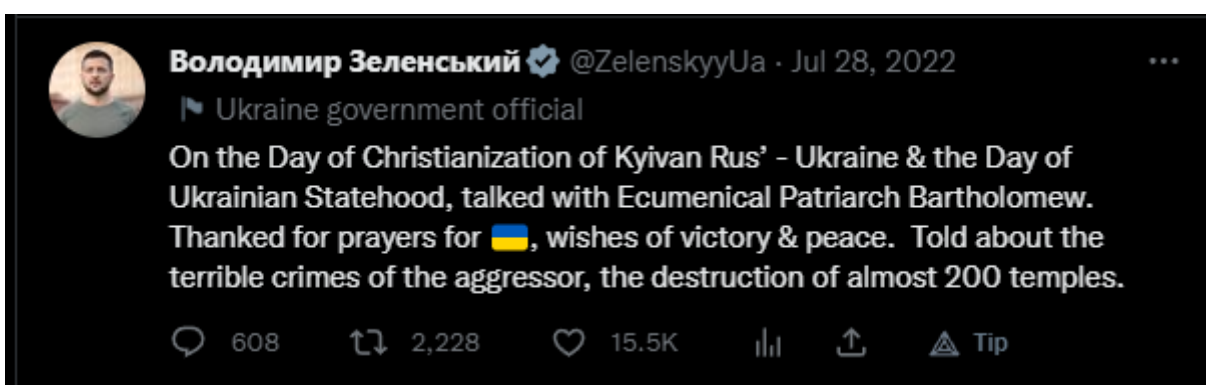 Володимир Зеленський @ZelenskyyUa · Jul 28, 2022
Ukraine government official
On the Day of Christianization of Kyivan Rus’ - Ukraine & the Day of
Ukrainian Statehood, talked with Ecumenical Patriarch Bartholomew.
Thanked for prayers for 🇺🇦, wishes of victory & peace. Told about the
terrible crimes of the aggressor, the destruction of almost 200 temples.
608 2,228 15.5K Tip